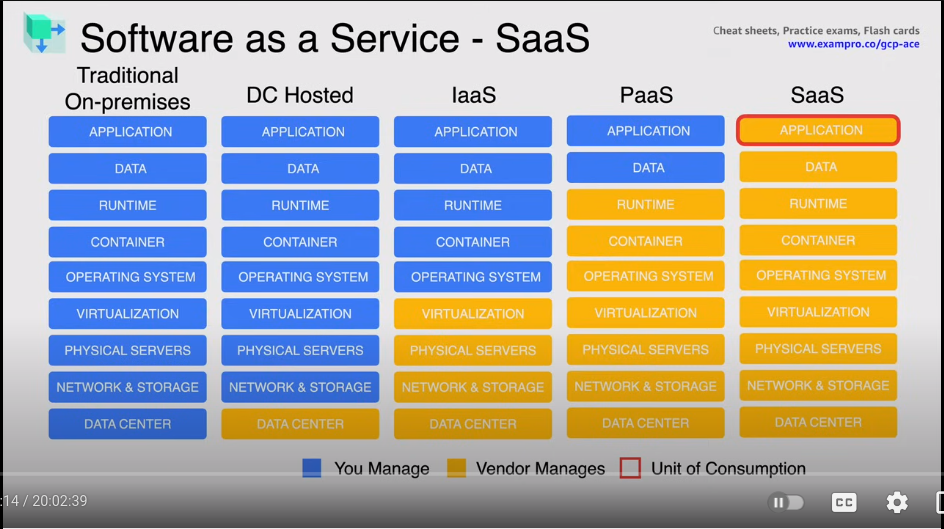 Software as a Service - SaaS
Cheat sheets, Practice exams, Flash cards
www.exampro.co/gcp-ace
Traditional
On-premises
DC Hosted
IaaS
PaaS
SaaS
APPLICATION APPLICATION APPLICATION APPLICATION APPLICATION
DATA DATA DATA DATA DATA
RUNTIME RUNTIME RUNTIME RUNTIME RUNTIME
CONTAINER CONTAINER CONTAINER CONTAINER CONTAINER
OPERATING SYSTEM OPERATING SYSTEM OPERATING SYSTEM OPERATING SYSTEM OPERATING SYSTEM
VIRTUALIZATION VIRTUALIZATION VIRTUALIZATION VIRTUALIZATION VIRTUALIZATION
PHYSICAL SERVERS PHYSICAL SERVERS PHYSICAL SERVERS PHYSICAL SERVERS PHYSICAL SERVERS
NETWORK & STORAGE NETWORK & STORAGE NETWORK & STORAGE NETWORK & STORAGE NETWORK & STORAGE
DATA CENTER DATA CENTER DATA CENTER DATA CENTER DATA CENTER
You Manage Vendor Manages Unit of Consumption
:14 / 20:02:39
CC